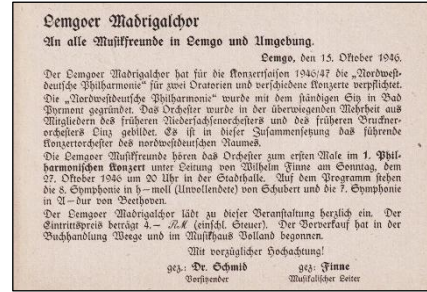 Lemgoer Madrigalchor
An alle Musikfreunde in Lemgo und Umgebung.
Lemgo, den 15. Oktober 1946.
Der Lemgoer Madrigalchor hat für die Konzertsaison 1946/47 die „Nordwest-
deutsche Philharmonie“ für zwei Oratorien und verschiedene Konzerte verpflichtet.
Die „Nordwestdeutsche Philharmonie“ wurde mit dem ständigen Sitz in Bad
Pyrmont gegründet. Das Orchester wurde in der überwiegenden Mehrheit aus
Mitgliedern des früheren Niedersachsenorchesters und des früheren Bruckner-
orchesters Linz gebildet. Es ist in dieser Zusammensetzung das führende
Konzertorchester des nordwestdeutschen Raumes.
Die Lemgoer Musikfreunde hören das Orchester zum ersten Male im 1. Phil-
harmonischen Konzert unter Leitung von Wilhelm Finne am Sonntag, dem
27. Oktober 1946 um 20 Uhr in der Stadthalle. Auf dem Programm stehen
die 8. Symphonie in h—moll (Unvollendete) von Schubert und die 7. Symphonie
in A—dur von Beethoven.
Der Lemgoer Madrigalchor lädt zu dieser Veranstaltung herzlich ein. Der
Eintrittspreis beträgt 4.— RM (einschl. Steuer). Der Vorverkauf hat in der
Buchhandlung Weege und im Musikhaus Volland begonnen.
Mit vorzüglicher Hochachtung!
gez.: Dr. Schmid gez: Finne
Vorsitzender Musikalischer Leiter